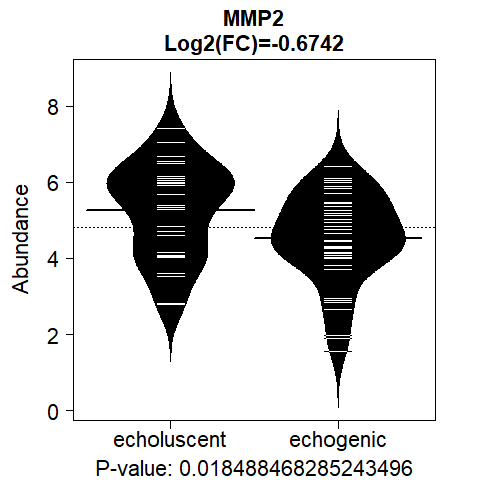 MMP2
Log2(FC)=-0.6742
8
6
4
2
0
Abundance
echoluscent echogenic
P-value: 0.018488468285243496